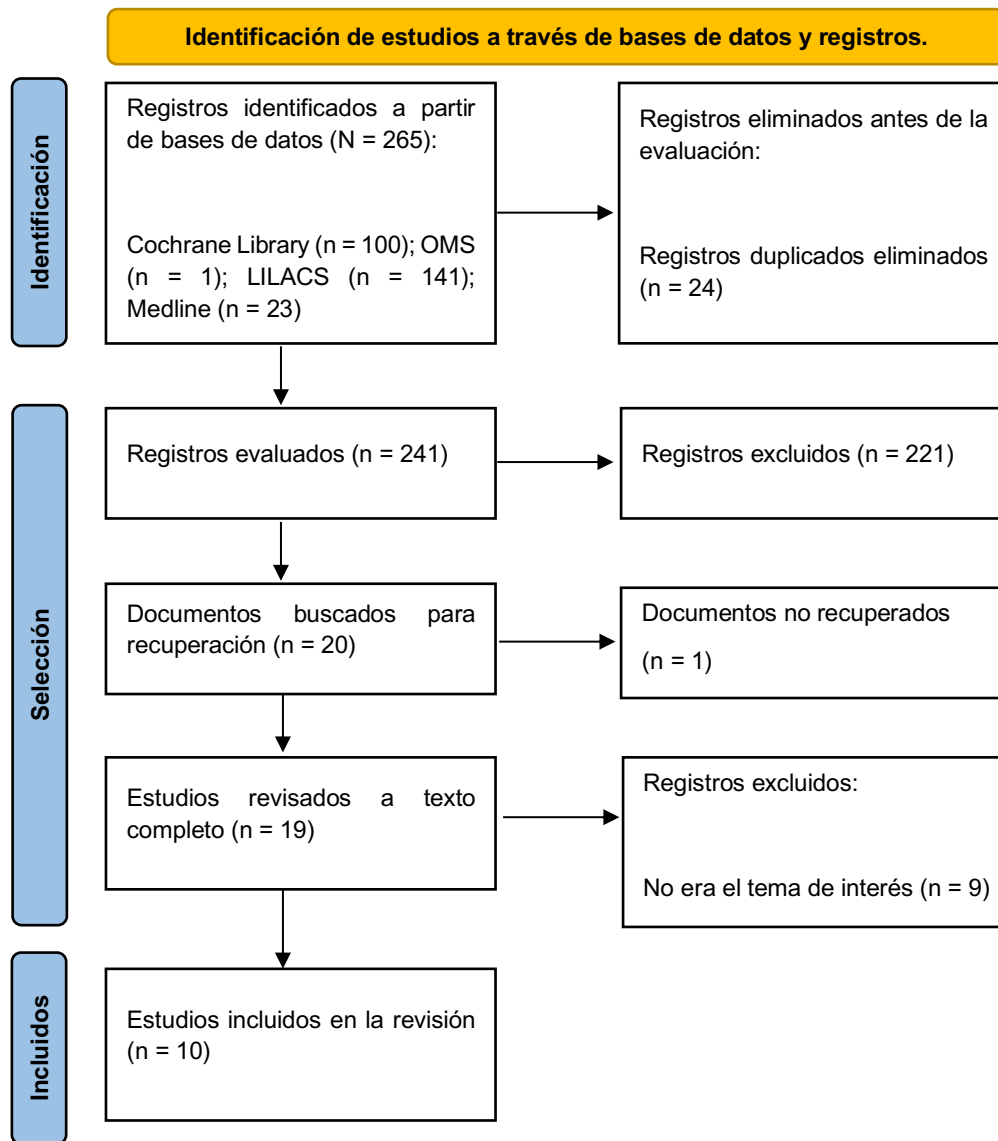 Identificación de estudios a través de bases de datos y registros.
Identificación
Registros identificados a partir
de bases de datos (N = 265):
Cochrane Library (n = 100); OMS
(n = 1); LILACS (n = 141);
Medline (n = 23)
Registros eliminados antes de la
evaluación:
Registros duplicados eliminados
(n = 24)
Selección
Registros evaluados (n = 241)
Registros excluidos (n = 221)
Documentos buscados para
recuperación (n = 20)
Documentos no recuperados
(n = 1)
Estudios revisados a texto
completo (n = 19)
Registros excluidos:
No era el tema de interés (n = 9)
Incluidos
Estudios incluidos en la revisión
(n = 10)